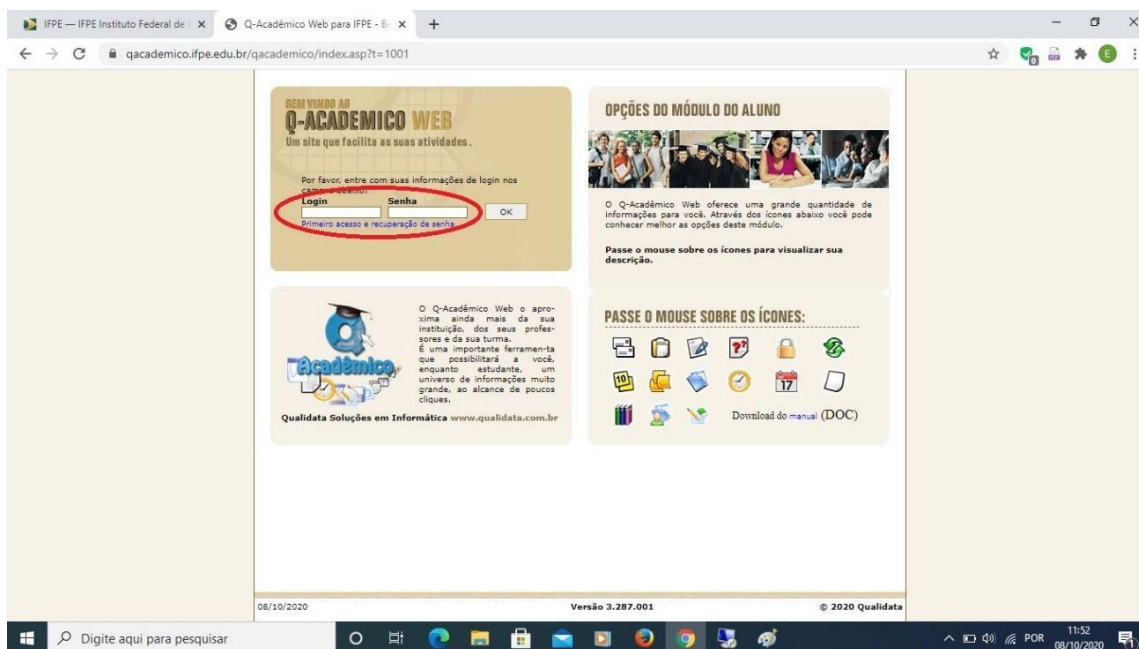 IFPE — IFPE Instituto Federal de
Q-Acadêmico Web para IFPE - B
qacademico.ifpe.edu.br/qacademico/index.asp?t=1001
0
E
BEM VINDO AO
Q-ACADEMICO WEB
Um site que facilita as suas atividades.
Por favor, entre com suas informações de login nos
campos abaixo:
Login Senha
OK
Primeiro acesso e recuperação de senha
OPÇÕES DO MÓDULO DO ALUNO
O Q-Acadêmico Web oferece uma grande quantidade de
informações para você. Através dos ícones abaixo você pode
conhecer melhor as opções deste módulo.
Passe o mouse sobre os ícones para visualizar sua
descrição.
Acadêmico
O Q-Acadêmico Web o apro-
xima ainda mais da sua
instituição, dos seus profes-
sores e da sua turma.
É uma importante ferramen-ta
que possibilitará a você,
enquanto estudante, um
universo de informações muito
grande, ao alcance de poucos
cliques.
Qualidata Soluções em Informática www.qualidata.com.br
PASSE O MOUSE SOBRE OS ÍCONES:
??
10
17
Download do manual (DOC)
08/10/2020 Versão 3.287.001 © 2020 Qualidata
Digite aqui para pesquisar
POR
11:52
08/10/2020
1